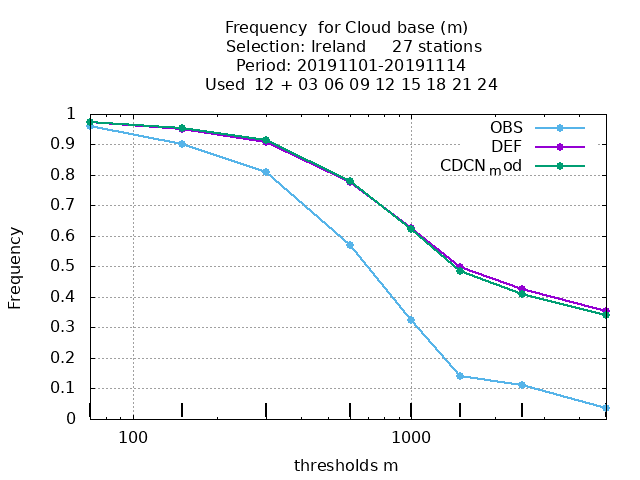 Frequency  for Cloud base (m)
Selection: Ireland     27 stations
Period: 20191101-20191114
Used  12 + 03 06 09 12 15 18 21 24
OBS
DEF
CDCN_mod
1
0.9
0.8
0.7
0.6
0.5
0.4
0.3
0.2
0.1
0
Frequency
100
1000
thresholds m